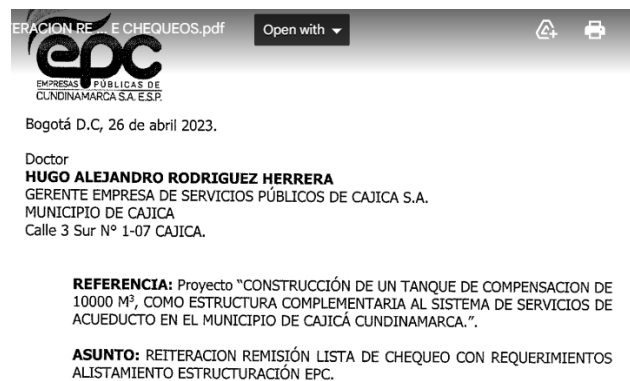 ERACION RE ... E CHEQUEOS.pdf Open with
epc
EMPRESAS PÚBLICAS DE
CUNDINAMARCA S.A. E.S.P.
Bogotá D.C, 26 de abril 2023.
Doctor
HUGO ALEJANDRO RODRIGUEZ HERRERA
GERENTE EMPRESA DE SERVICIOS PÚBLICOS DE CAJICA S.A.
MUNICIPIO DE CAJICA
Calle 3 Sur Nº 1-07 CAJICA.
REFERENCIA: Proyecto “CONSTRUCCIÓN DE UN TANQUE DE COMPENSACION DE
10000 M³, COMO ESTRUCTURA COMPLEMENTARIA AL SISTEMA DE SERVICIOS DE
ACUEDUCTO EN EL MUNICIPIO DE CAJICÁ CUNDINAMARCA.”.
ASUNTO: REITERACION REMISIÓN LISTA DE CHEQUEO CON REQUERIMIENTOS
ALISTAMIENTO ESTRUCTURACIÓN EPC.